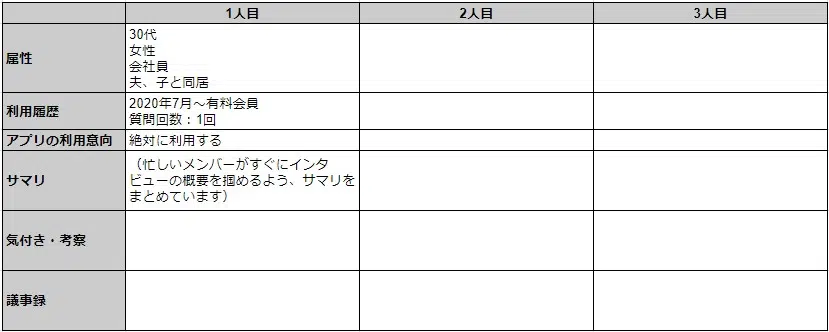 1人目
2人目
3人目
属性
30代
女性
会社員
夫、子と同居
利用履歴
2020年7月～有料会員
質問回数：1回
アプリの利用意向
絶対に利用する
サマリ
（忙しいメンバーがすぐにインタ
ビューの概要を掴めるよう、サマリを
まとめています）
気付き・考察
議事録